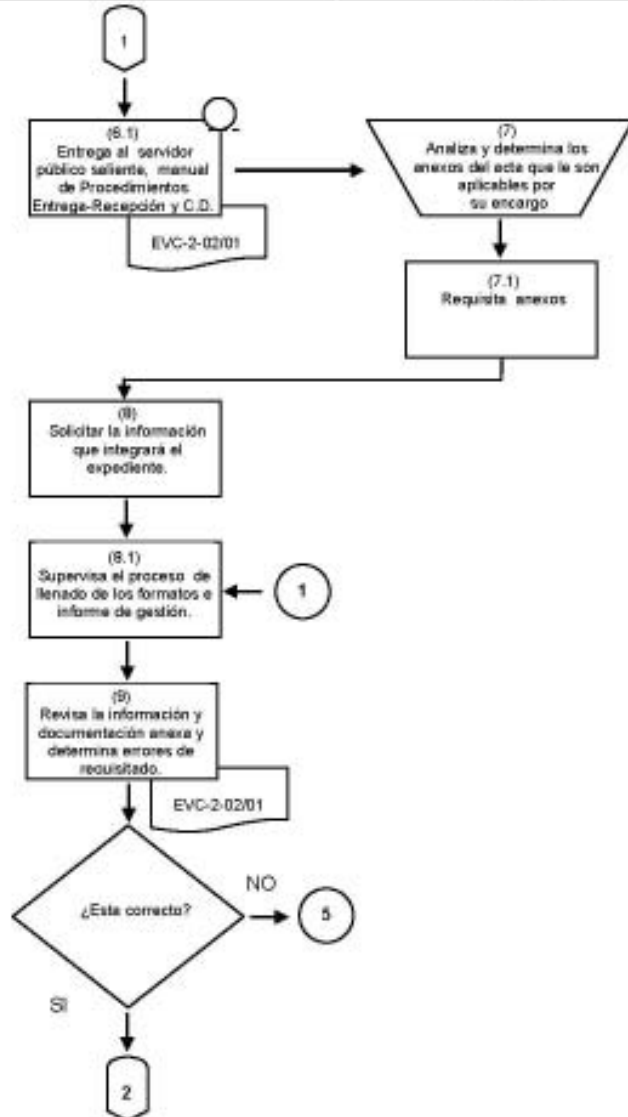 1
(6.1)
Entrega al servidor
público saliente, manual
de Procedimientos
Entrega-Recepción y C.D.
EVC-2-02/01
(7)
Analiza y determina los
anexos del acta que le son
aplicables por
su encargo
(7.1)
Requisita anexos
(8)
Solicitar la información
que integrará el
expediente.
(8.1)
Supervisa el proceso de
llenado de los formatos e
informe de gestión.
1
(9)
Revisa la información y
documentación anexa y
determina errores de
requisitado.
EVC-2-02/01
¿Esta correcto?
NO
5
SI
2